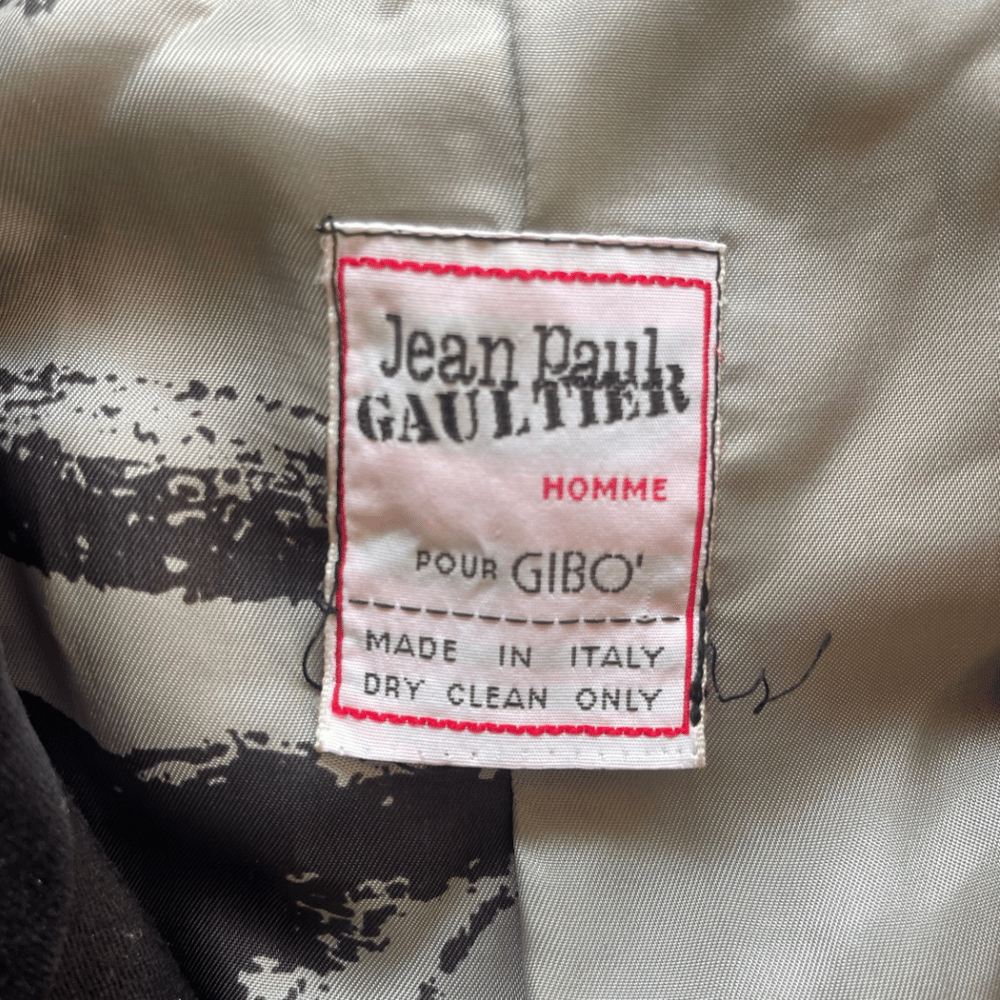 Jean Paul
GAULTIER
HOMME
POUR GIBO'
MADE IN ITALY
DRY CLEAN ONLY